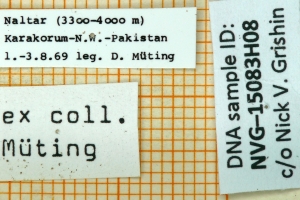 Naltar (3300-4000 m)
Karakorum-N.W.-Pakistan
1.-3.8.69 leg. D. Müting
ex coll.
Müting
DNA sample ID:
NVG-15083H08
c/o Nick V. Grishin